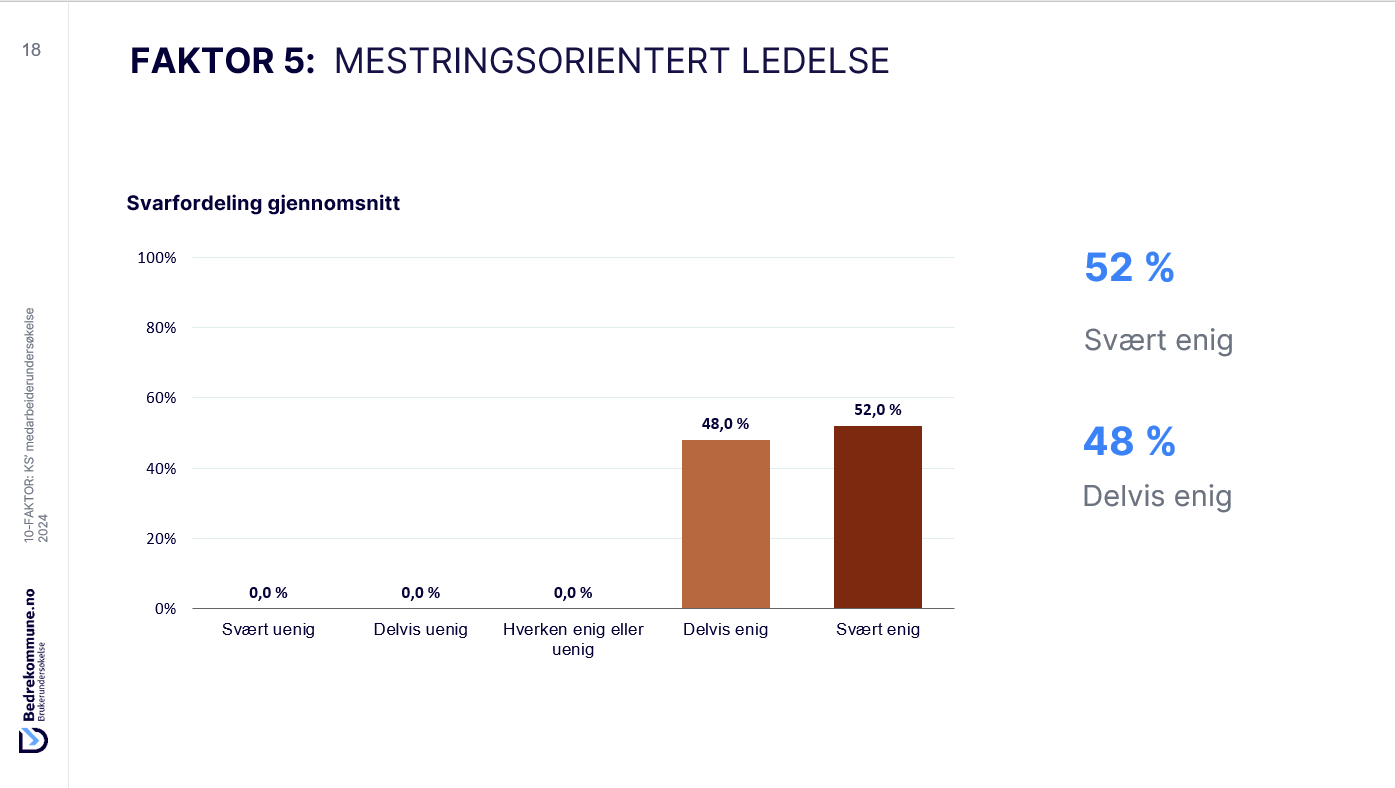 18
FAKTOR 5: MESTRINGSORIENTERT LEDELSE
Svarfordeling gjennomsnitt
100%
80%
60%
40%
20%
0%
0,0 %
0,0 %
0,0 %
48,0 %
52,0 %
Svært uenig
Delvis uenig
Hverken enig eller
uenig
Delvis enig
Svært enig
52 %
Svært enig
48 %
Delvis enig
10-FAKTOR: KS' medarbeiderundersøkelse
2024
Bedrekommune.no
Brukerundersøkelse